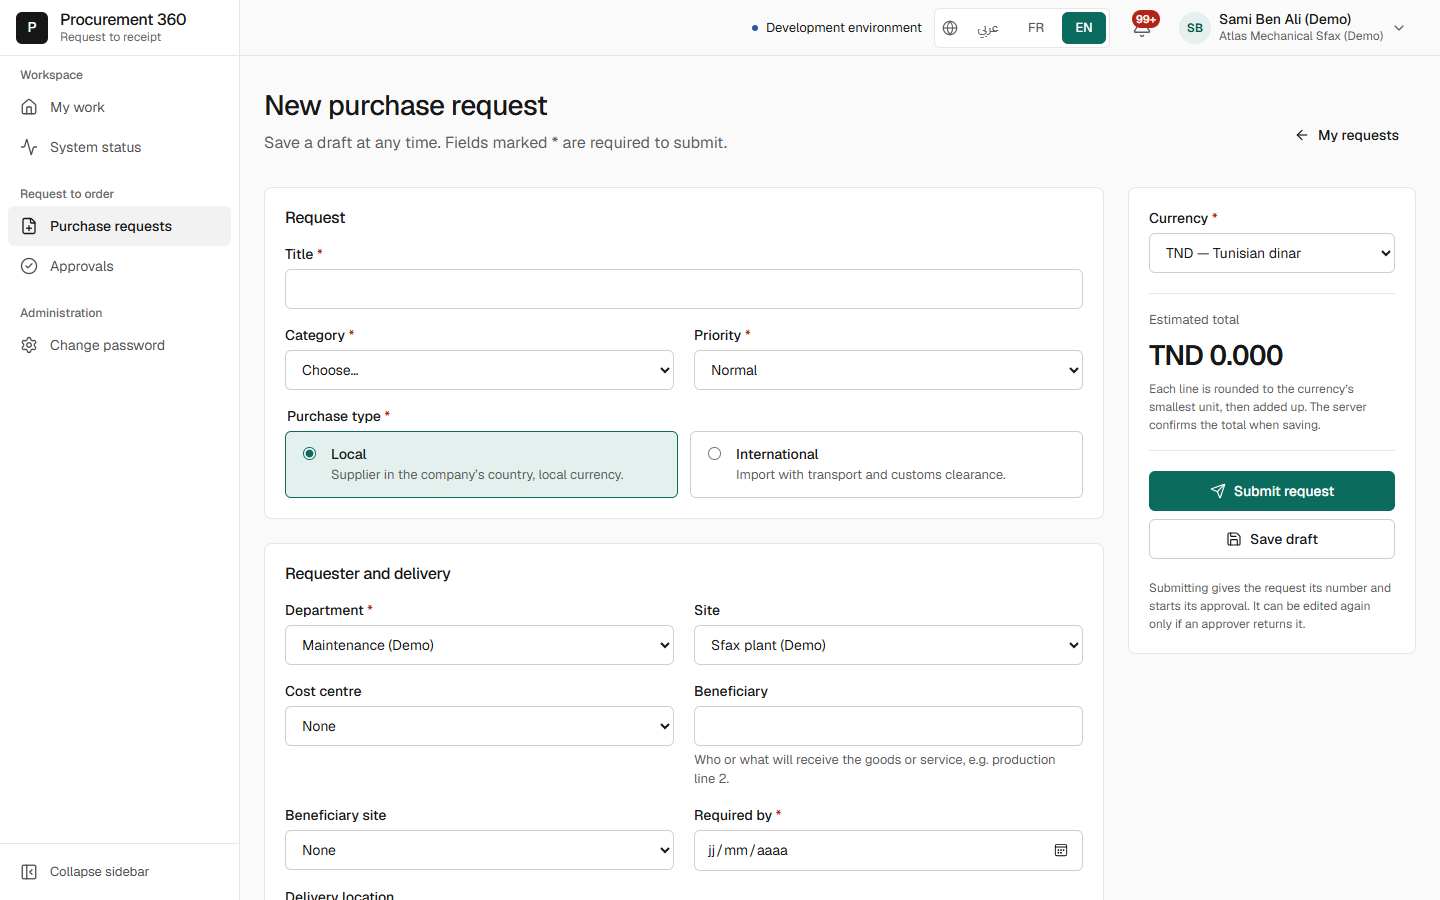 P
Procurement 360
Request to receipt
Development environment
عربي
FR
EN
99+
SB
Sami Ben Ali (Demo)
Atlas Mechanical Sfax (Demo)
Workspace
My work
System status
Request to order
Purchase requests
Approvals
Administration
Change password
Collapse sidebar
New purchase request
Save a draft at any time. Fields marked * are required to submit.
My requests
Request
Title *
Category *
Priority *
Choose...
Normal
Purchase type *
Local
Supplier in the company's country, local currency.
International
Import with transport and customs clearance.
Requester and delivery
Department *
Site
Maintenance (Demo)
Sfax plant (Demo)
Cost centre
Beneficiary
None
Who or what will receive the goods or service, e.g. production
line 2.
Beneficiary site
Required by *
None
jj/mm/aaaa
Delivery location
Currency *
TND — Tunisian dinar
Estimated total
TND 0.000
Each line is rounded to the currency's
smallest unit, then added up. The server
confirms the total when saving.
Submit request
Save draft
Submitting gives the request its number and
starts its approval. It can be edited again
only if an approver returns it.